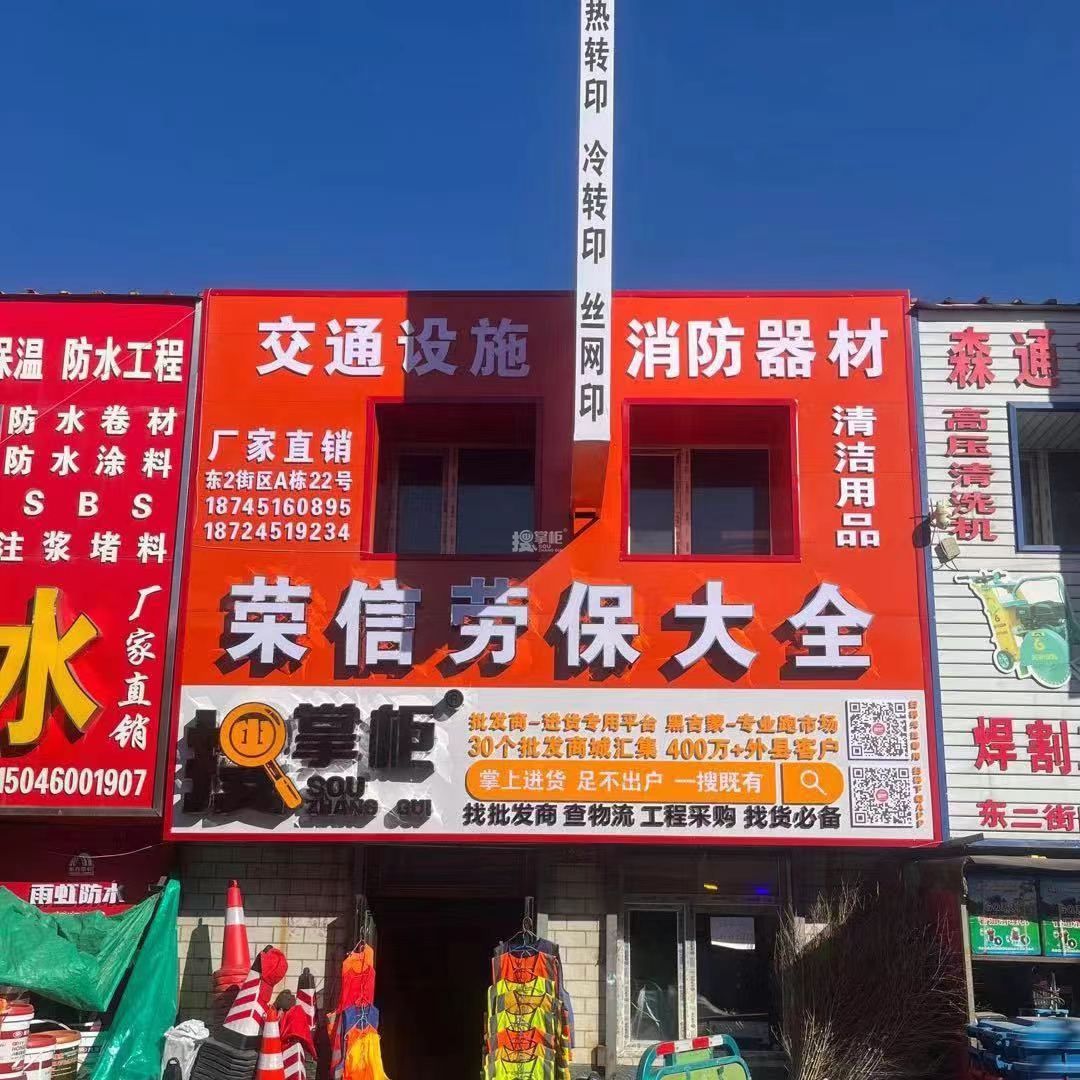 热转印 冷转印 丝网印
保温 防水工程
防水卷材
防水涂料
SBS
注浆堵料
水
厂家直销
15046001907
雨虹防水
交通设施
消防器材
厂家直销
东2街区A栋22号
18745160895
18724519234
清洁用品
搜掌柜®
SOU
ZHANG GUI
荣信劳保大全
搜掌柜®
SOU
ZHANG GUI
批发商-进货专用平台 黑吉蒙-专业跑市场
30个批发商城汇集 400万+外县客户
掌上进货 足不出户 一搜既有
找批发商 查物流 工程采购 找货必备
森通
高压清洗机
焊割
东二街